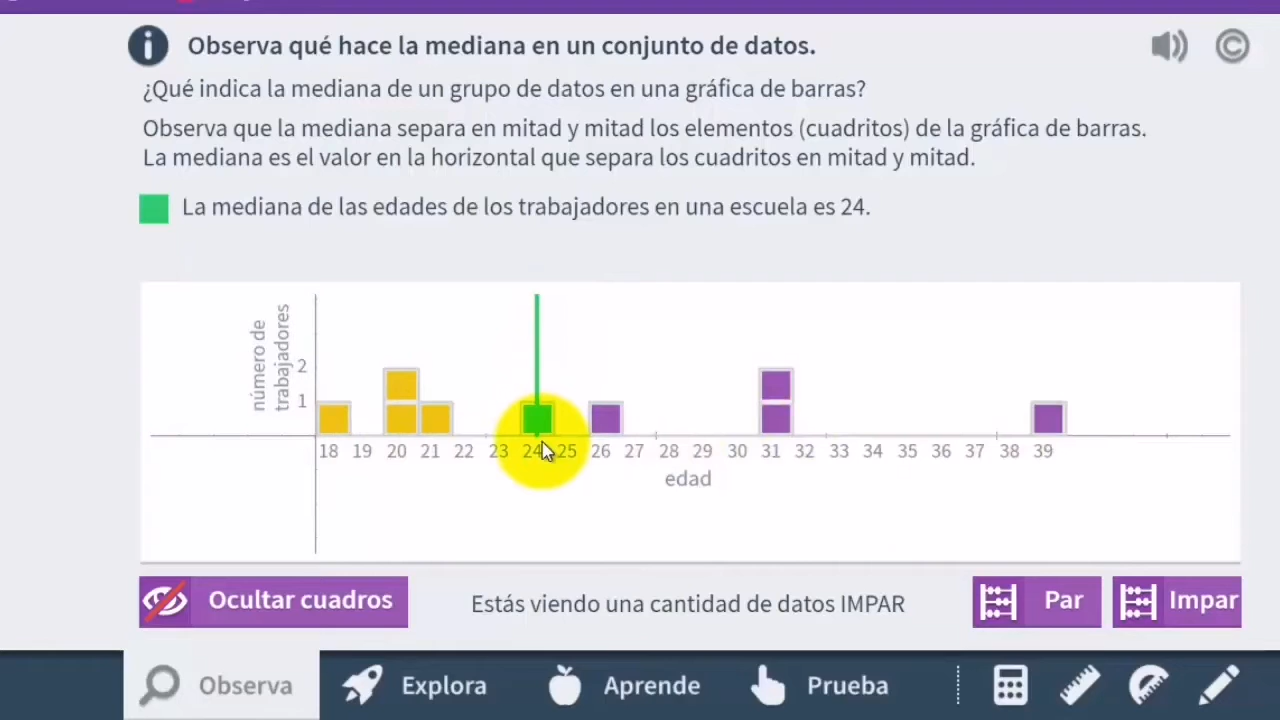 Observa qué hace la mediana en un conjunto de datos.
¿Qué indica la mediana de un grupo de datos en una gráfica de barras?
Observa que la mediana separa en mitad y mitad los elementos (cuadritos) de la gráfica de barras.
La mediana es el valor en la horizontal que separa los cuadritos en mitad y mitad.
La mediana de las edades de los trabajadores en una escuela es 24.
número de
trabajadores
2
1
18 19 20 21 22 23 24 25 26 27 28 29 30 31 32 33 34 35 36 37 38 39
edad
Ocultar cuadros
Estás viendo una cantidad de datos IMPAR
Par
Impar
Observa
Explora
Aprende
Prueba